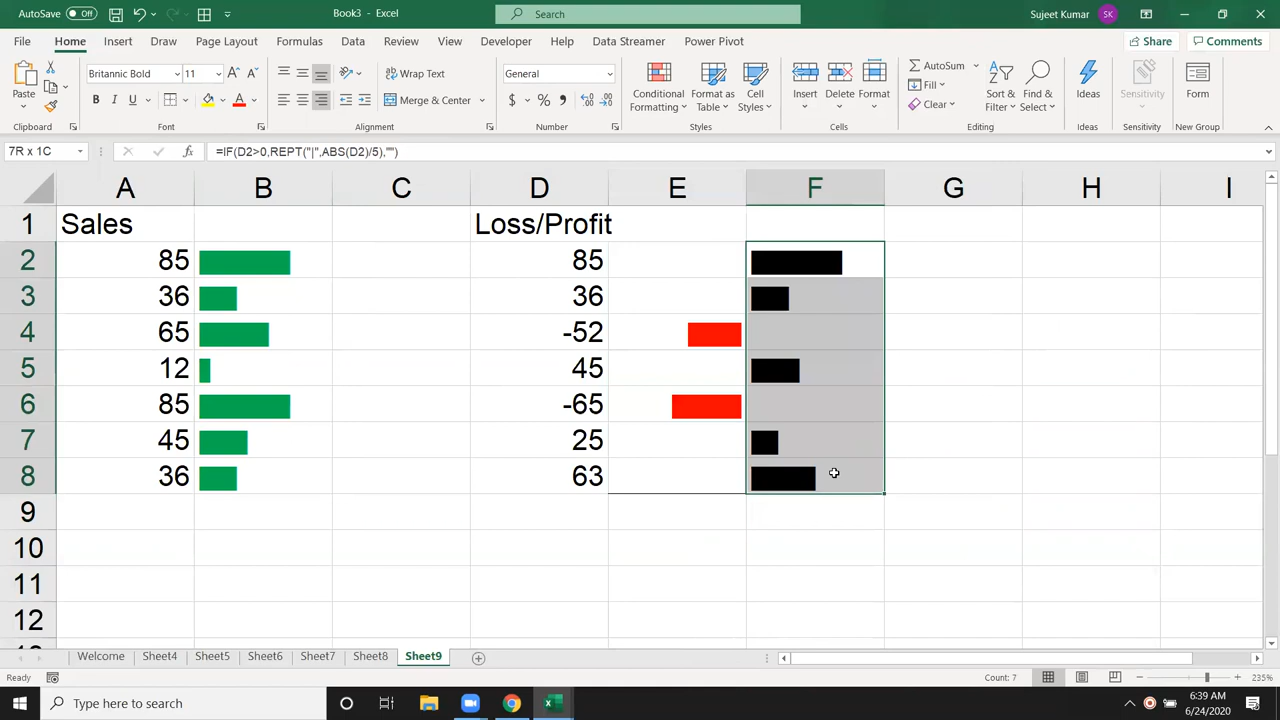 AutoSave Off Book3 - Excel Search Sujeet Kumar SK
File Home Insert Draw Page Layout Formulas Data Review View Developer Help Data Streamer Power Pivot Share Comments
Paste Britannic Bold 11 Wrap Text General Conditional Formatting Format as Table Cell Styles Insert Delete Format AutoSum Sort & Filter Find & Select Ideas Sensitivity Form
B I U Merge & Center $ % Fill
Clear
Clipboard Font Alignment Number Styles Cells Editing Ideas Sensitivity New Group
7R x 1C fx =IF(D2>0,REPT("|",ABS(D2)/5),"")
A B C D E F G H I
1 Sales Loss/Profit
2 85 85
3 36 36
4 65 -52
5 12 45
6 85 -65
7 45 25
8 36 63
9
10
11
12
Welcome Sheet4 Sheet5 Sheet6 Sheet7 Sheet8 Sheet9
Ready Count: 7 235%
Type here to search 6:39 AM
6/24/2020